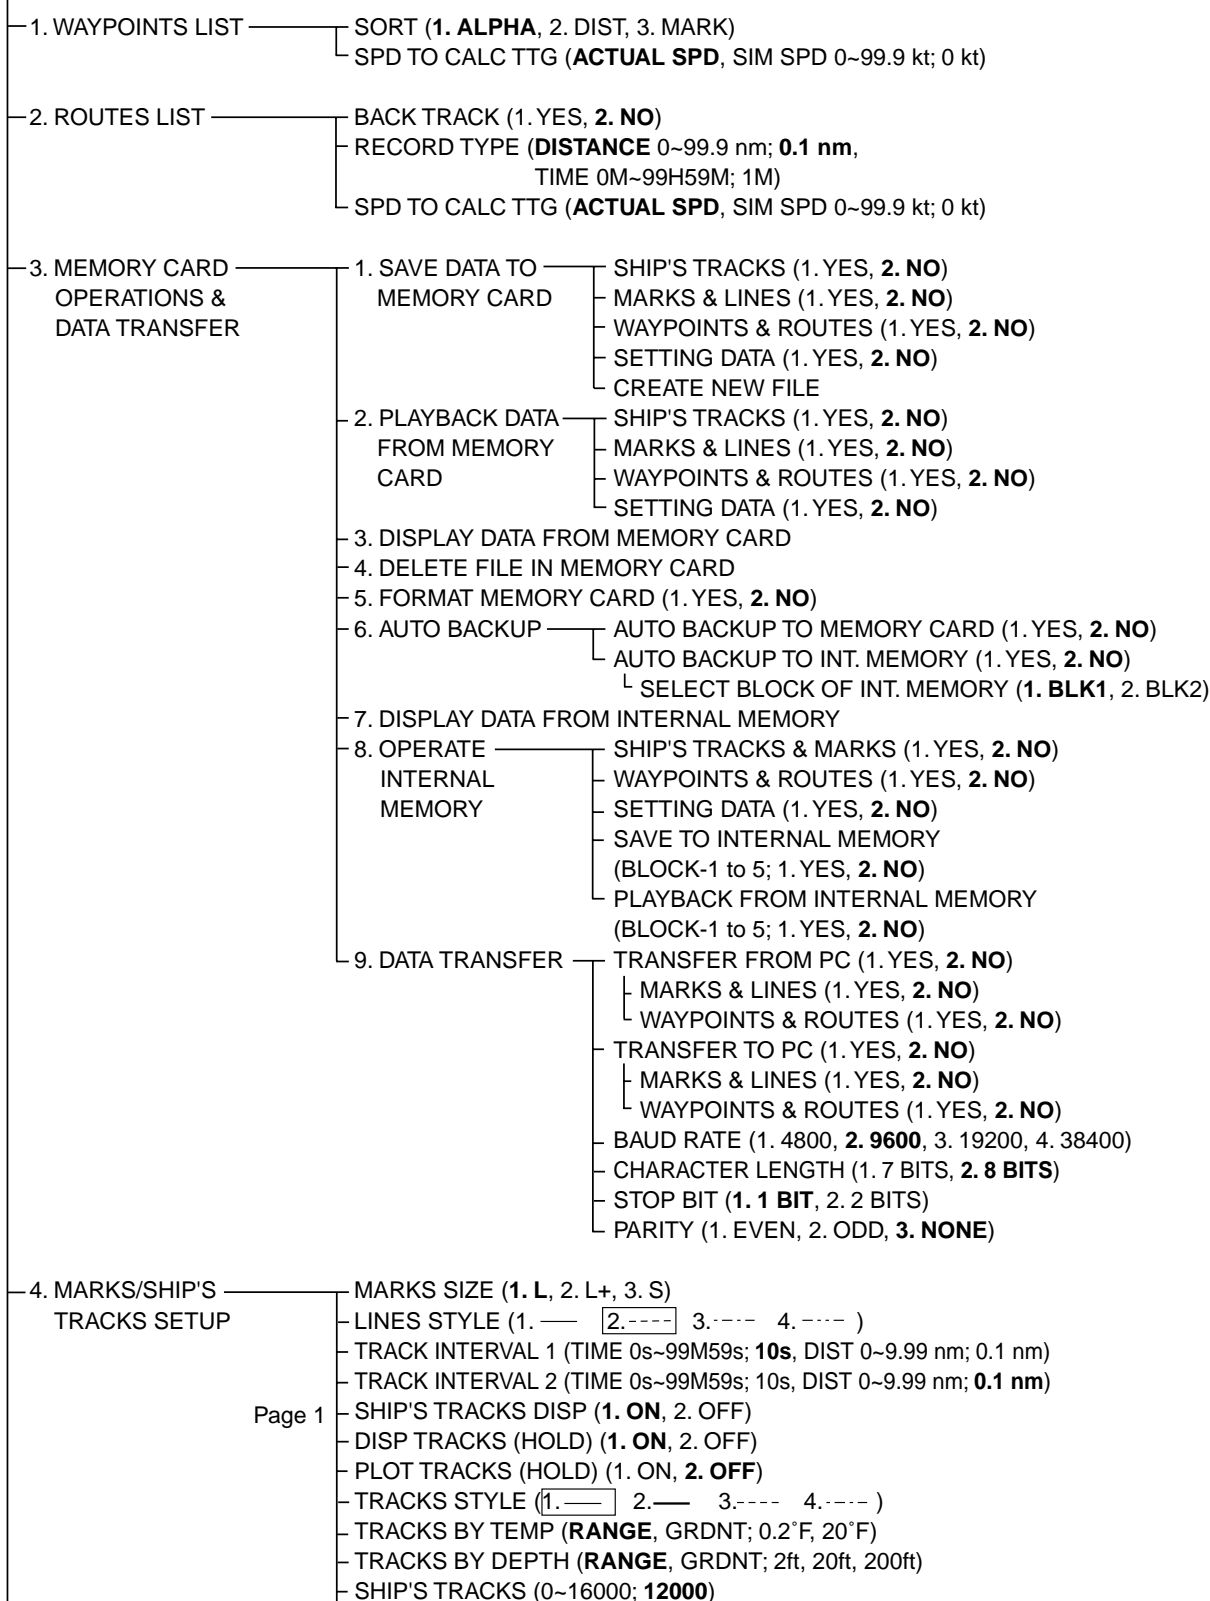 1. WAYPOINTS LIST SORT (1. ALPHA, 2. DIST, 3. MARK)
SPD TO CALC TTG (ACTUAL SPD, SIM SPD 0~99.9 kt; 0 kt)
2. ROUTES LIST BACK TRACK (1. YES, 2. NO)
RECORD TYPE (DISTANCE 0~99.9 nm; 0.1 nm,
TIME 0M~99H59M; 1M)
SPD TO CALC TTG (ACTUAL SPD, SIM SPD 0~99.9 kt; 0 kt)
3. MEMORY CARD
OPERATIONS &
DATA TRANSFER
1. SAVE DATA TO
MEMORY CARD
SHIP'S TRACKS (1. YES, 2. NO)
MARKS & LINES (1. YES, 2. NO)
WAYPOINTS & ROUTES (1. YES, 2. NO)
SETTING DATA (1. YES, 2. NO)
CREATE NEW FILE
2. PLAYBACK DATA
FROM MEMORY
CARD
SHIP'S TRACKS (1. YES, 2. NO)
MARKS & LINES (1. YES, 2. NO)
WAYPOINTS & ROUTES (1. YES, 2. NO)
SETTING DATA (1. YES, 2. NO)
3. DISPLAY DATA FROM MEMORY CARD
4. DELETE FILE IN MEMORY CARD
5. FORMAT MEMORY CARD (1. YES, 2. NO)
6. AUTO BACKUP AUTO BACKUP TO MEMORY CARD (1. YES, 2. NO)
AUTO BACKUP TO INT. MEMORY (1. YES, 2. NO)
SELECT BLOCK OF INT. MEMORY (1. BLK1, 2. BLK2)
7. DISPLAY DATA FROM INTERNAL MEMORY
8. OPERATE
INTERNAL
MEMORY
SHIP'S TRACKS & MARKS (1. YES, 2. NO)
WAYPOINTS & ROUTES (1. YES, 2. NO)
SETTING DATA (1. YES, 2. NO)
SAVE TO INTERNAL MEMORY
(BLOCK-1 to 5; 1. YES, 2. NO)
PLAYBACK FROM INTERNAL MEMORY
(BLOCK-1 to 5; 1. YES, 2. NO)
9. DATA TRANSFER TRANSFER FROM PC (1. YES, 2. NO)
MARKS & LINES (1. YES, 2. NO)
WAYPOINTS & ROUTES (1. YES, 2. NO)
TRANSFER TO PC (1. YES, 2. NO)
MARKS & LINES (1. YES, 2. NO)
WAYPOINTS & ROUTES (1. YES, 2. NO)
BAUD RATE (1. 4800, 2. 9600, 3. 19200, 4. 38400)
CHARACTER LENGTH (1. 7 BITS, 2. 8 BITS)
STOP BIT (1. 1 BIT, 2. 2 BITS)
PARITY (1. EVEN, 2. ODD, 3. NONE)
4. MARKS/SHIP'S
TRACKS SETUP
MARKS SIZE (1. L, 2. L+, 3. S)
LINES STYLE (1. 2. 3. 4. )
TRACK INTERVAL 1 (TIME 0s~99M59s; 10s, DIST 0~9.99 nm; 0.1 nm)
TRACK INTERVAL 2 (TIME 0s~99M59s; 10s, DIST 0~9.99 nm; 0.1 nm)
Page 1 SHIP'S TRACKS DISP (1. ON, 2. OFF)
DISP TRACKS (HOLD) (1. ON, 2. OFF)
PLOT TRACKS (HOLD) (1. ON, 2. OFF)
TRACKS STYLE (1. 2. 3. 4. )
TRACKS BY TEMP (RANGE, GRDNT; 0.2˚F, 20˚F)
TRACKS BY DEPTH (RANGE, GRDNT; 2ft, 20ft, 200ft)
SHIP'S TRACKS (0~16000; 12000)